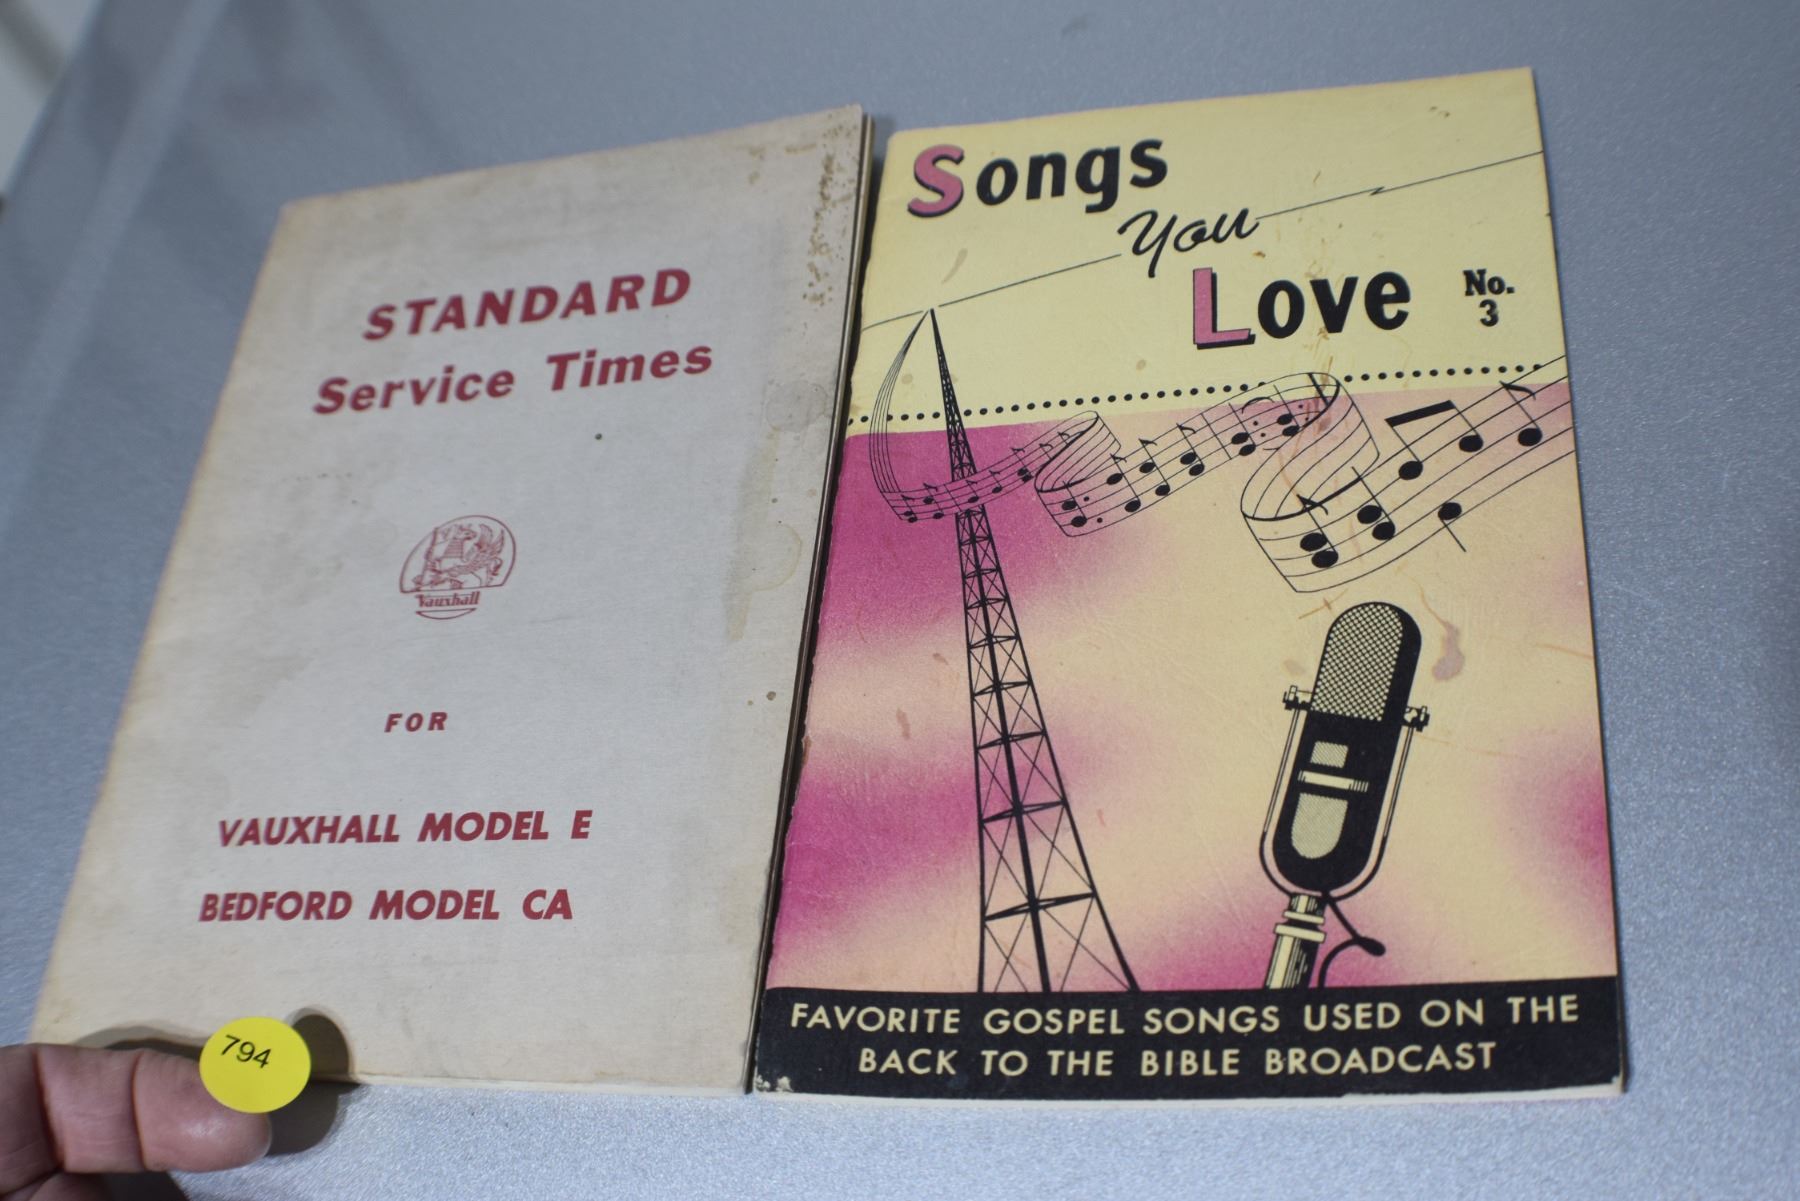 STANDARD
Service Times
Vauxhall
FOR
VAUXHALL MODEL E
BEDFORD MODEL CA
794
Songs
You
Love
No.
3
FAVORITE GOSPEL SONGS USED ON THE
BACK TO THE BIBLE BROADCAST